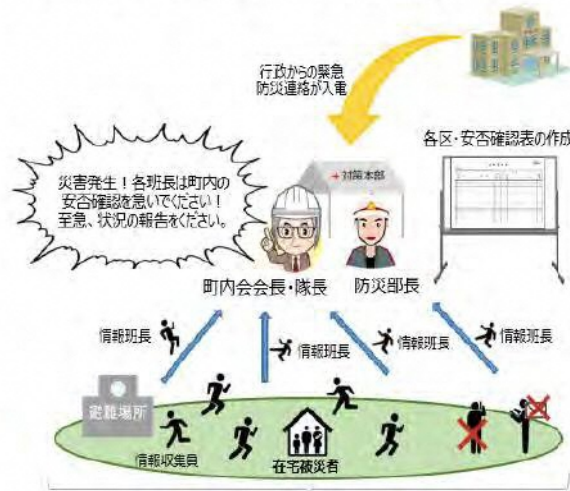 行政からの緊急
防災連絡が入電
各区・安否確認表の作成
災害発生！各班長は町内の
安否確認を急いでください！
至急、状況の報告をください。
+対策本部
町内会会長・隊長
防災部長
情報班長
情報班長
情報班長
情報班長
避難場所
情報収集員
在宅被災者